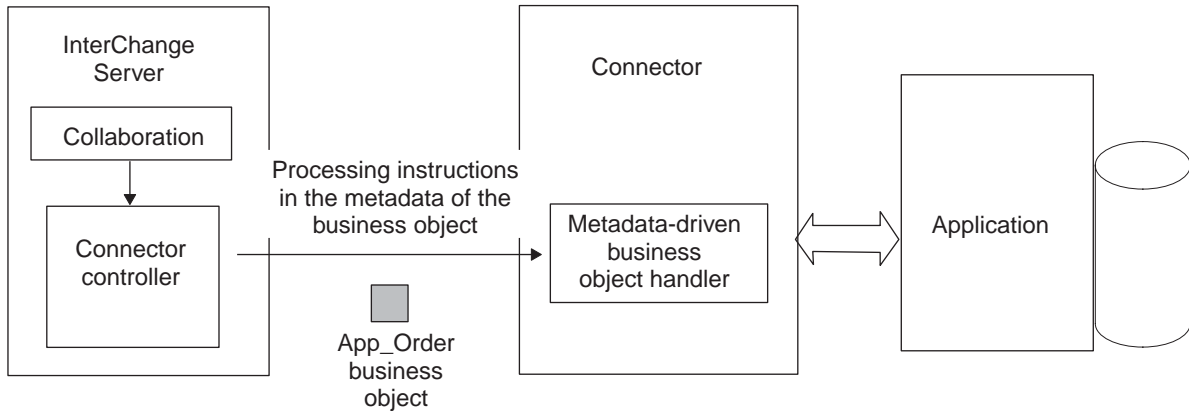 InterChange
Server
Collaboration
Connector
controller
Processing instructions
in the metadata of the
business object
App_Order
business
object
Connector
Metadata-driven
business
object handler
Application